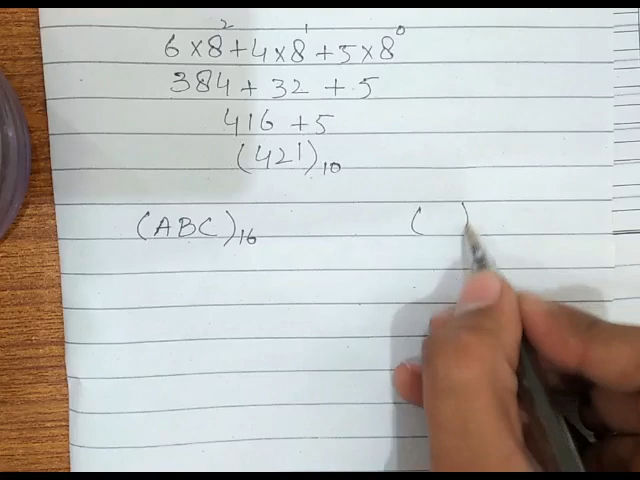 6×8²+4×8¹+5×8⁰
384+32+5
416+5
(421)₁₀
(ABC)₁₆ ( )